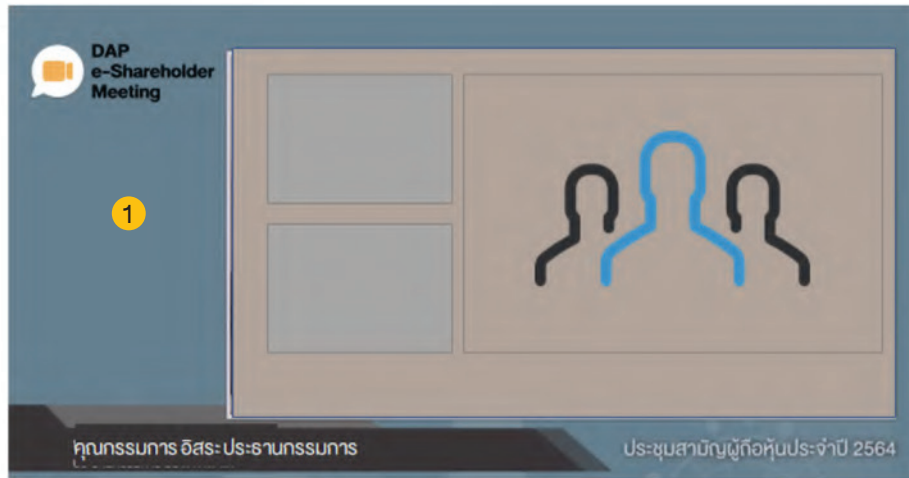 DAP
e-Shareholder
Meeting
1
คุณกรรมการ อิสระ ประธานกรรมการ
ประชุมสามัญผู้ถือหุ้นประจำปี 2564